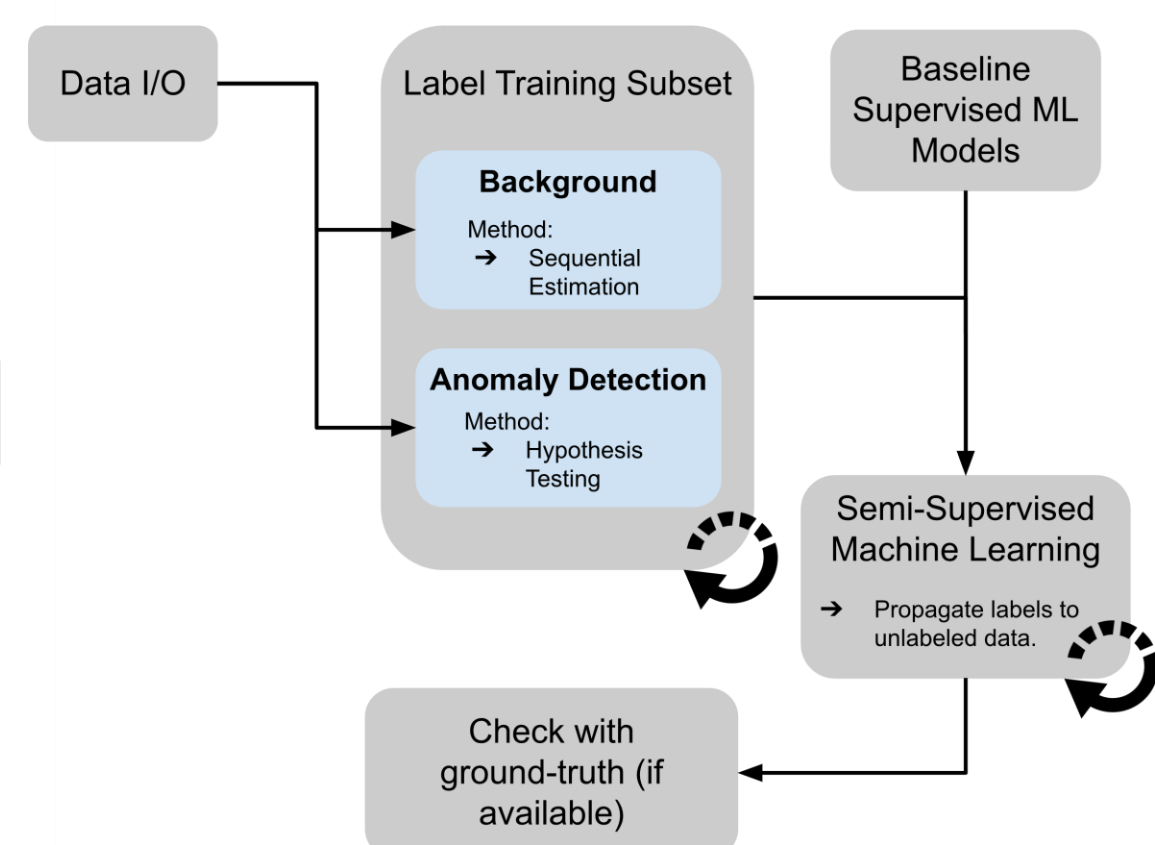 Data I/O
Label Training Subset
Background
Method:
➔ Sequential
Estimation
Anomaly Detection
Method:
➔ Hypothesis
Testing
Baseline
Supervised ML
Models
Semi-Supervised
Machine Learning
➔ Propagate labels to
unlabeled data.
Check with
ground-truth (if
available)